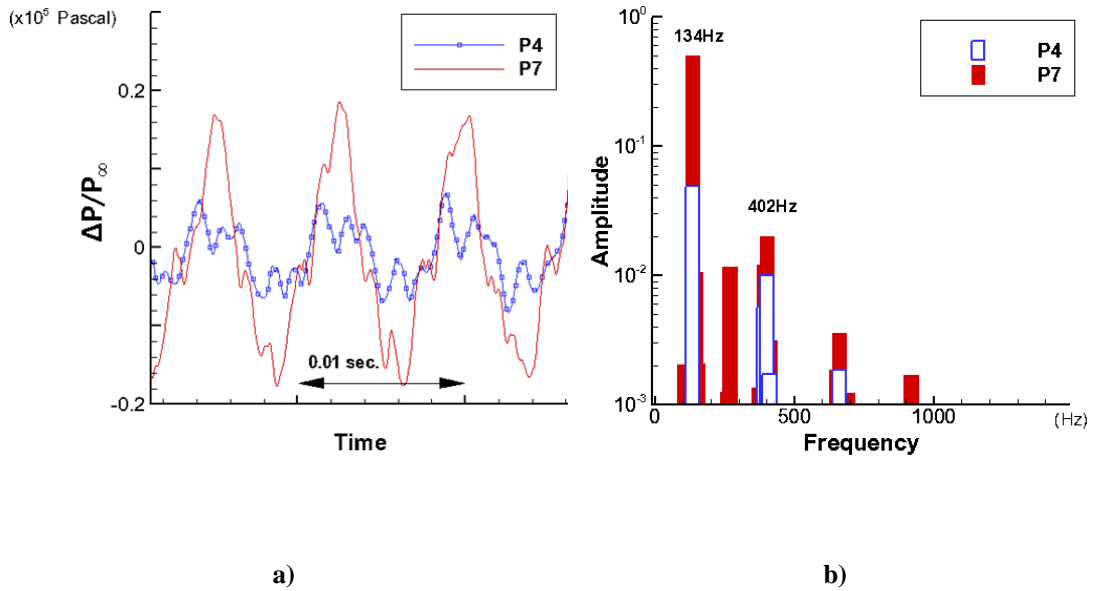 (x10⁵ Pascal)
P4
P7
0.2
0
-0.2
ΔP/P∞
0.01 sec.
Time
a)
10⁰
10⁻¹
10⁻²
10⁻³
Amplitude
134Hz
402Hz
P4
P7
0
500
1000
(Hz)
Frequency
b)